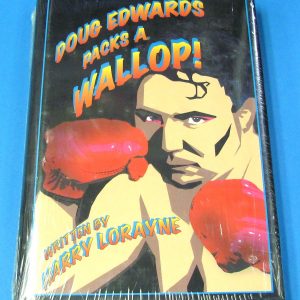 DOUG EDWARDS
PACKS A
WALLOP!
WRITTEN BY
HARRY LORAYNE